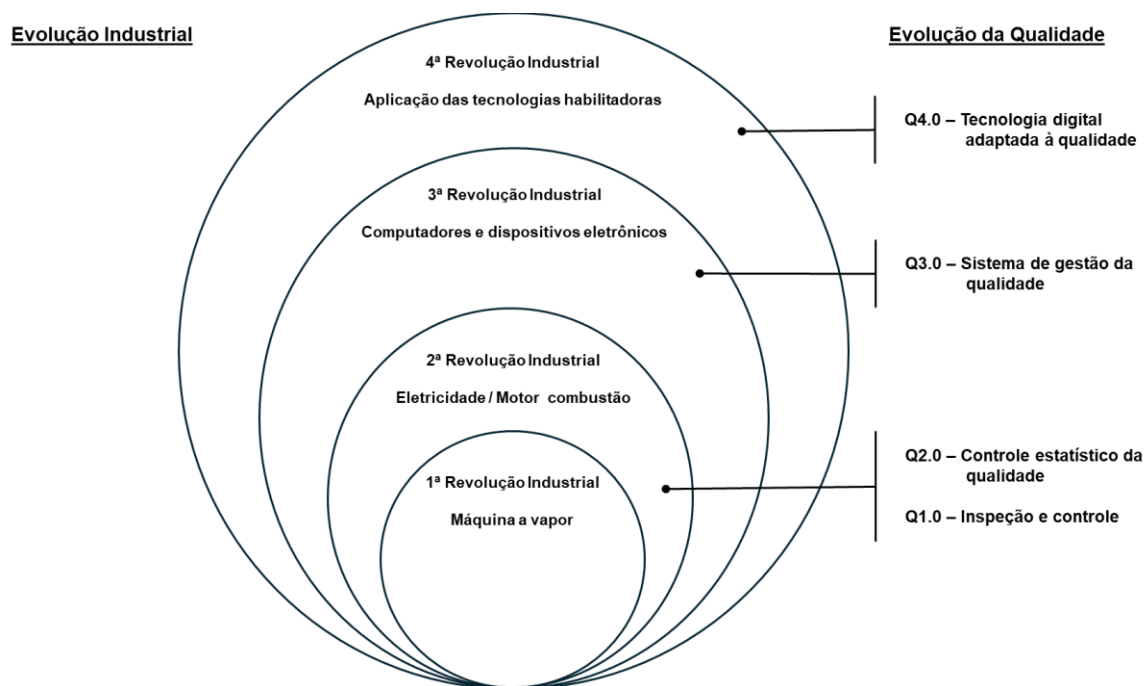 Evolução Industrial
Evolução da Qualidade
4ª Revolução Industrial
Aplicação das tecnologias habilitadoras
Q4.0 – Tecnologia digital
adaptada à qualidade
3ª Revolução Industrial
Computadores e dispositivos eletrônicos
Q3.0 – Sistema de gestão da
qualidade
2ª Revolução Industrial
Eletricidade / Motor combustão
Q2.0 – Controle estatístico da
qualidade
1ª Revolução Industrial
Máquina a vapor
Q1.0 – Inspeção e controle